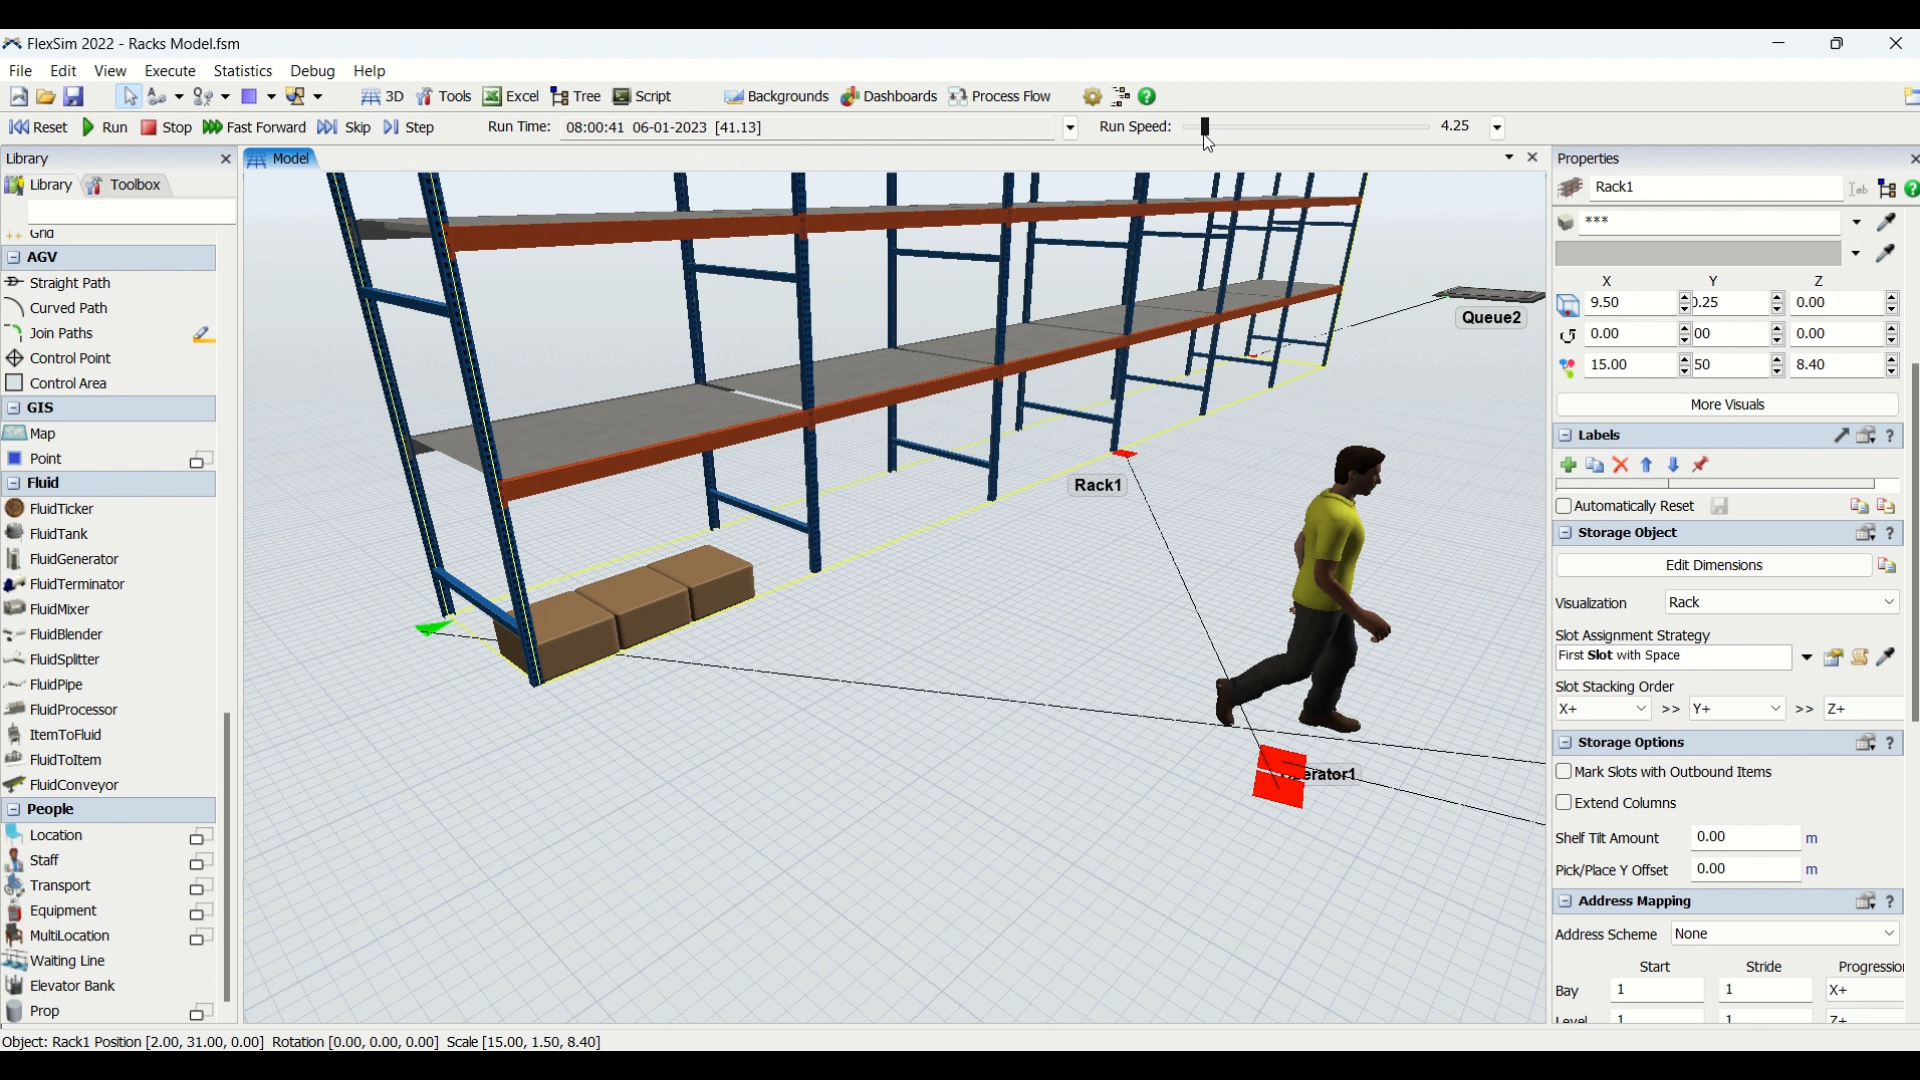 FlexSim 2022 - Racks Model.fsm
File Edit View Execute Statistics Debug Help
3D Tools Excel Tree Script Backgrounds Dashboards Process Flow
Reset Run Stop Fast Forward Skip Step Run Time: 08:00:41 06-01-2023 [41.13] Run Speed: 4.25
Library
Library Toolbox
Grid
AGV
Straight Path
Curved Path
Join Paths
Control Point
Control Area
GIS
Map
Point
Fluid
FluidTicker
FluidTank
FluidGenerator
FluidTerminator
FluidMixer
FluidBlender
FluidSplitter
FluidPipe
FluidProcessor
ItemToFluid
FluidToItem
FluidConveyor
People
Location
Staff
Transport
Equipment
MultiLocation
Waiting Line
Elevator Bank
Prop
Model
Queue2
Rack1
erator1
Properties
Rack1
***
X Y Z
9.50 0.25 0.00
0.00 00 0.00
15.00 50 8.40
More Visuals
Labels
Automatically Reset
Storage Object
Edit Dimensions
Visualization Rack
Slot Assignment Strategy
First Slot with Space
Slot Stacking Order
X+ >> Y+ >> Z+
Storage Options
Mark Slots with Outbound Items
Extend Columns
Shelf Tilt Amount 0.00 m
Pick/Place Y Offset 0.00 m
Address Mapping
Address Scheme None
Start Stride Progressio
Bay 1 1 X+
Level 1 1 Z+
Object: Rack1 Position [2.00, 31.00, 0.00] Rotation [0.00, 0.00, 0.00] Scale [15.00, 1.50, 8.40]